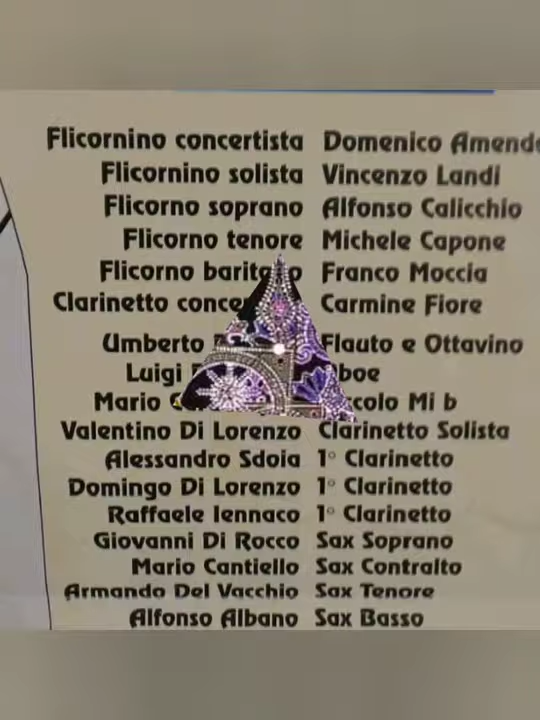 Flicornino concertista Domenico
Flicornino solista Vincenzo Landi
Flicorno soprano Alfonso Calicchio
Flicorno tenore Michele Capone
Flicorno Franco Moccia
Clarinetto Carmine Fiore
Umberto Flauto e Ottavino
Luigi
Mario Mi b
Valentino Di Lorenzo Clarinetto Solista
Alessandro Sdoia 1° Clarinetto
Domingo Di Lorenzo 1° Clarinetto
Raffaele Iennaco 1° Clarinetto
Giovanni Di Rocco Sax Soprano
Mario Cantiello Sax Contralto
Armando Del Vacchio Sax Tenore
Alfonso Albano Sax Basso